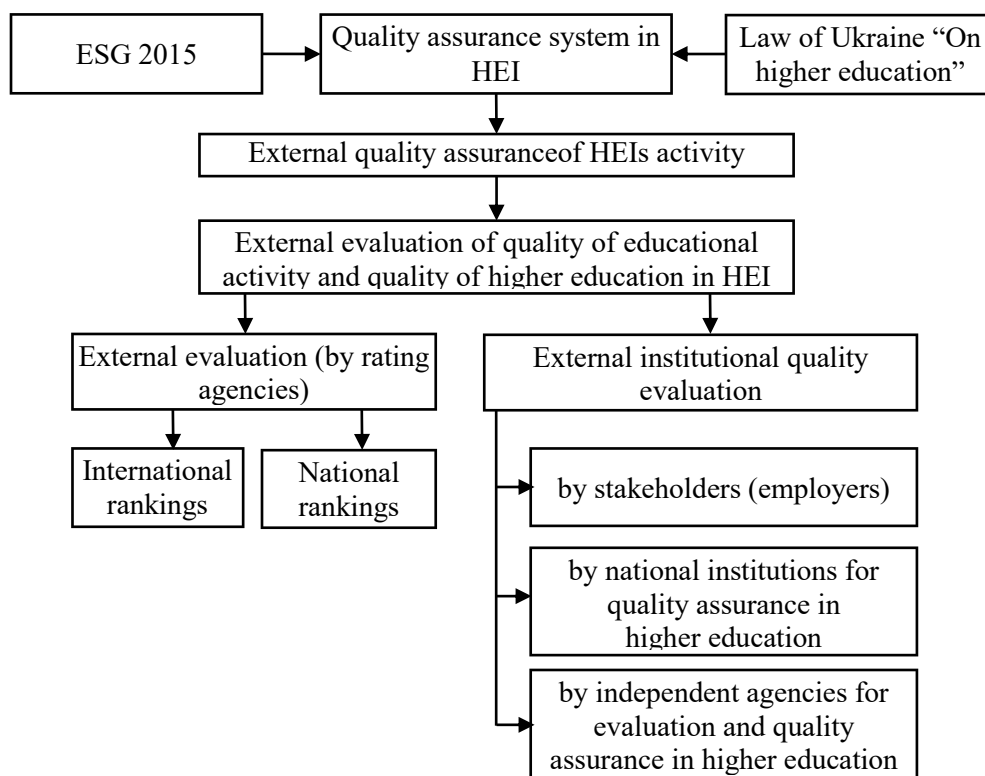 ESG 2015
Quality assurance system in
HEI
Law of Ukraine “On
higher education”
External quality assuranceof HEIs activity
External evaluation of quality of educational
activity and quality of higher education in HEI
External evaluation (by rating
agencies)
External institutional quality
evaluation
International
rankings
National
rankings
by stakeholders (employers)
by national institutions for
quality assurance in
higher education
by independent agencies for
evaluation and quality
assurance in higher education